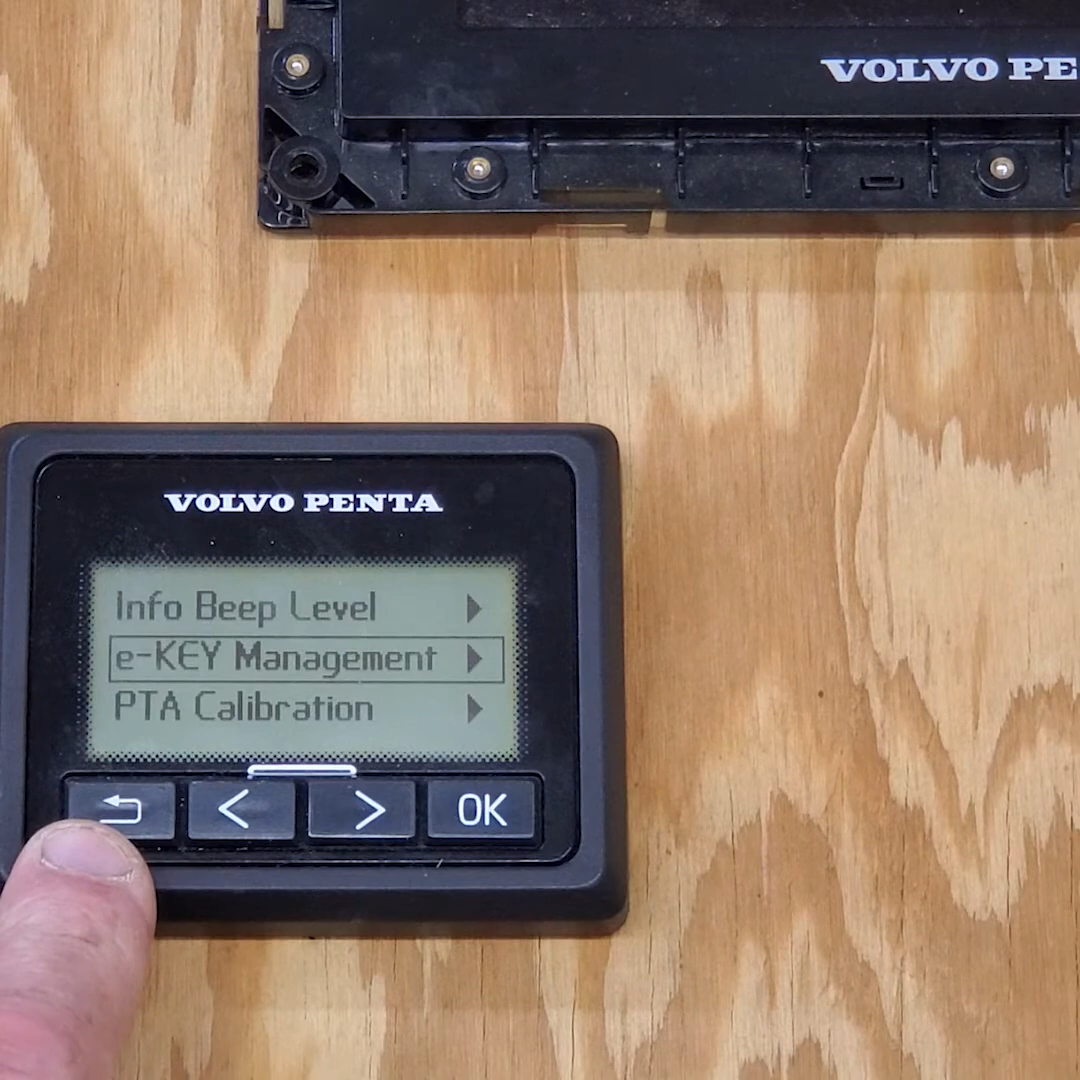 VOLVO PE
VOLVO PENTA
Info Beep Level
e-KEY Management
PTA Calibration
OK